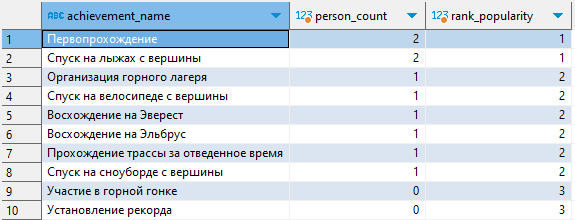 ABC achievement_name 123 person_count 123 rank_popularity
1 Первопрохождение 2 1
2 Спуск на лыжах с вершины 2 1
3 Организация горного лагеря 1 2
4 Спуск на велосипеде с вершины 1 2
5 Восхождение на Эверест 1 2
6 Восхождение на Эльбрус 1 2
7 Прохождение трассы за отведенное время 1 2
8 Спуск на сноуборде с вершины 1 2
9 Участие в горной гонке 0 3
10 Установление рекорда 0 3